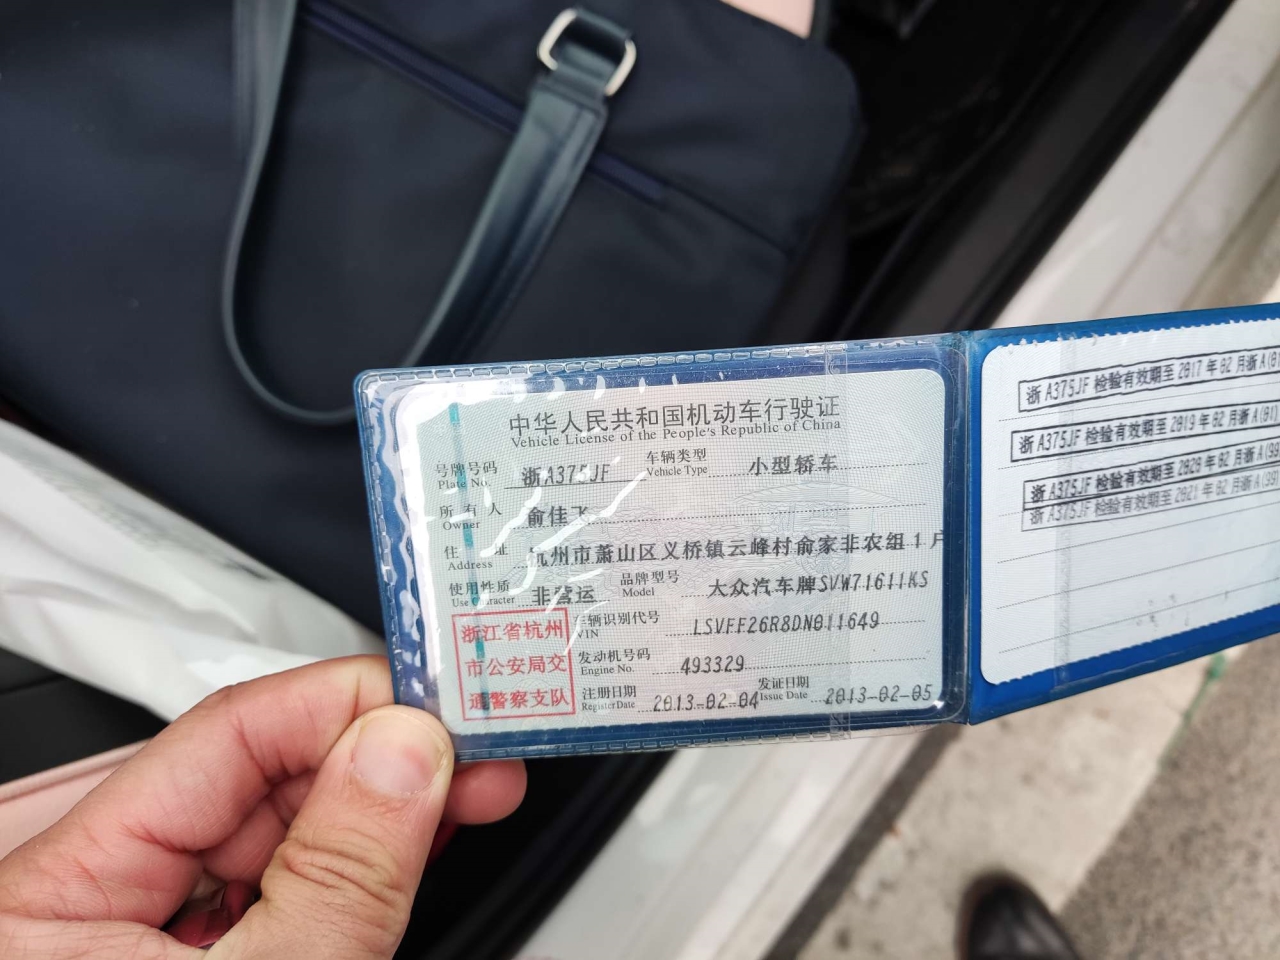 中华人民共和国机动车行驶证
Vehicle License of the People's Republic of China
号牌号码 浙A375JF 车辆类型 小型轿车
Plate No. Vehicle Type
所有人 俞佳飞
Owner
住址 杭州市萧山区义桥镇云峰村俞家非农组1户
Address
使用性质 非营运 品牌型号 大众汽车牌SVW71611KS
Use Character Model
浙江省杭州
市公安局交
通警察支队
车辆识别代号 LSVFF26R8DN011649
VIN
发动机号码 493329
Engine No.
注册日期 2013-02-04 发证日期 2013-02-05
Register Date Issue Date
浙A375JF 检验有效期至 2017年02月浙A(01
浙A375JF 检验有效期至 2019年02月浙A(01)
浙A375JF 检验有效期至 2020年02月浙A(99
浙A375JF 检验有效期至 2021年02月浙A(99)